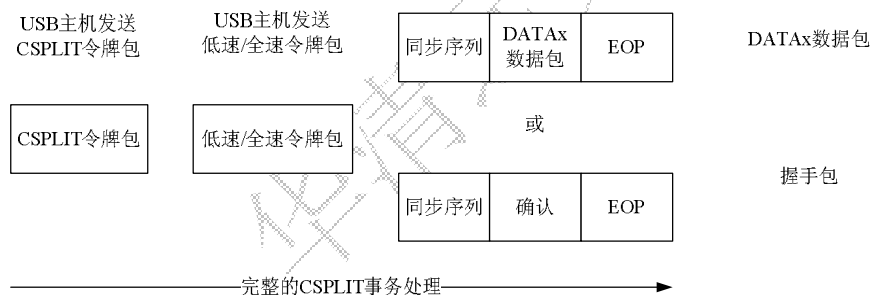 USB主机发送
CSPLIT令牌包
USB主机发送
低速/全速令牌包
同步序列
DATAx
数据包
EOP
DATAx数据包
CSPLIT令牌包
低速/全速令牌包
或
同步序列
确认
EOP
握手包
完整的CSPLIT事务处理